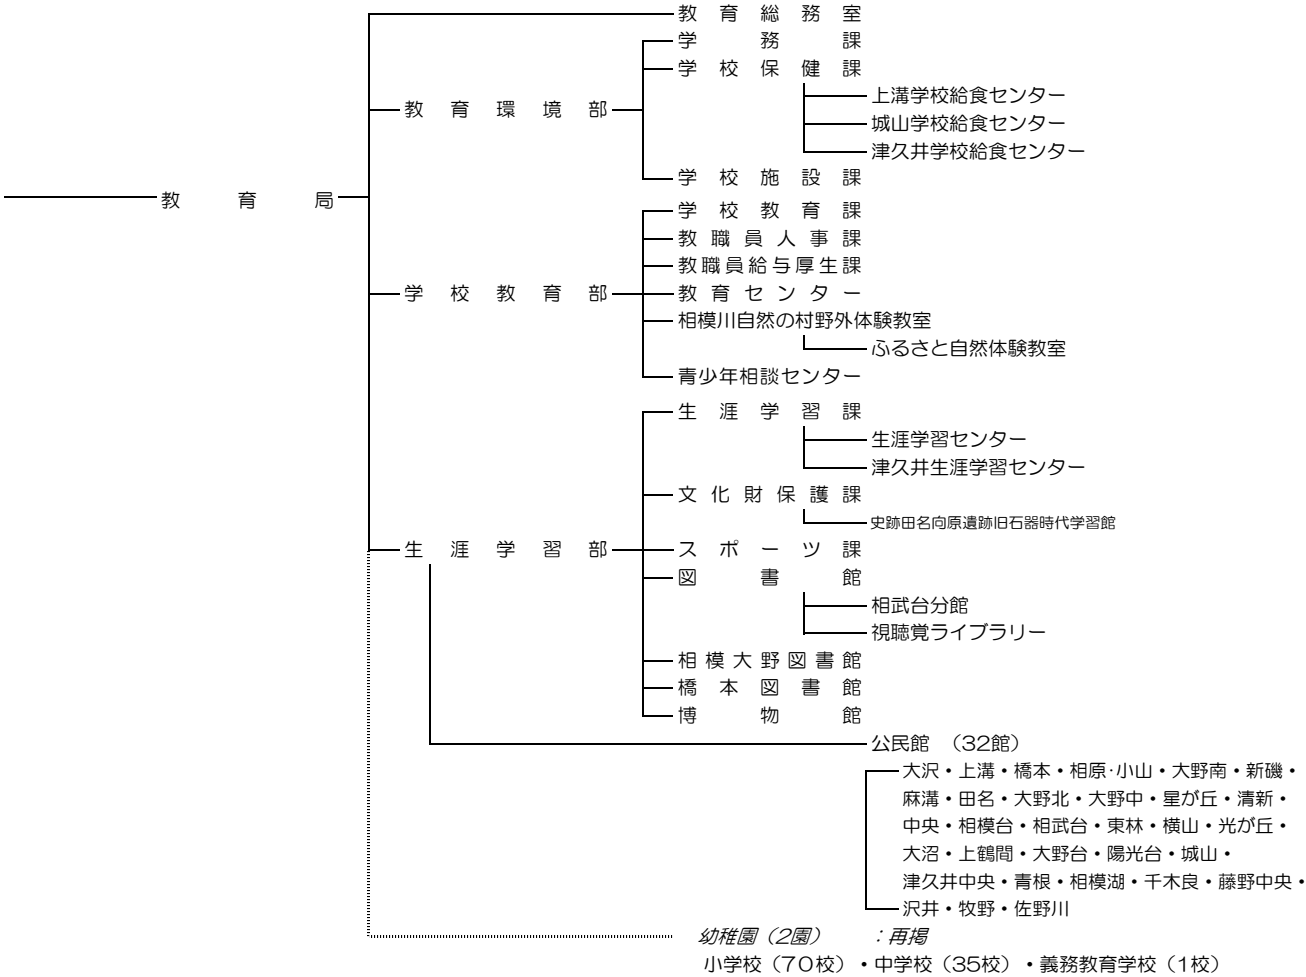 教育総務室
学務課
学校保健課
上溝学校給食センター
教育環境部
城山学校給食センター
津久井学校給食センター
学校施設課
教育局
学校教育課
教職員人事課
教職員給与厚生課
学校教育部
教育センター
相模川自然の村野外体験教室
ふるさと自然体験教室
青少年相談センター
生涯学習課
生涯学習センター
津久井生涯学習センター
文化財保護課
史跡田名向原遺跡旧石器時代学習館
生涯学習部
スポーツ課
図書館
相武台分館
視聴覚ライブラリー
相模大野図書館
橋本図書館
博物館
公民館 （32館）
大沢・上溝・橋本・相原･小山・大野南・新磯・
麻溝・田名・大野北・大野中・星が丘・清新・
中央・相模台・相武台・東林・横山・光が丘・
大沼・上鶴間・大野台・陽光台・城山・
津久井中央・青根・相模湖・千木良・藤野中央・
沢井・牧野・佐野川
幼稚園（2園） ：再掲
小学校（70校）・中学校（35校）・義務教育学校（1校）